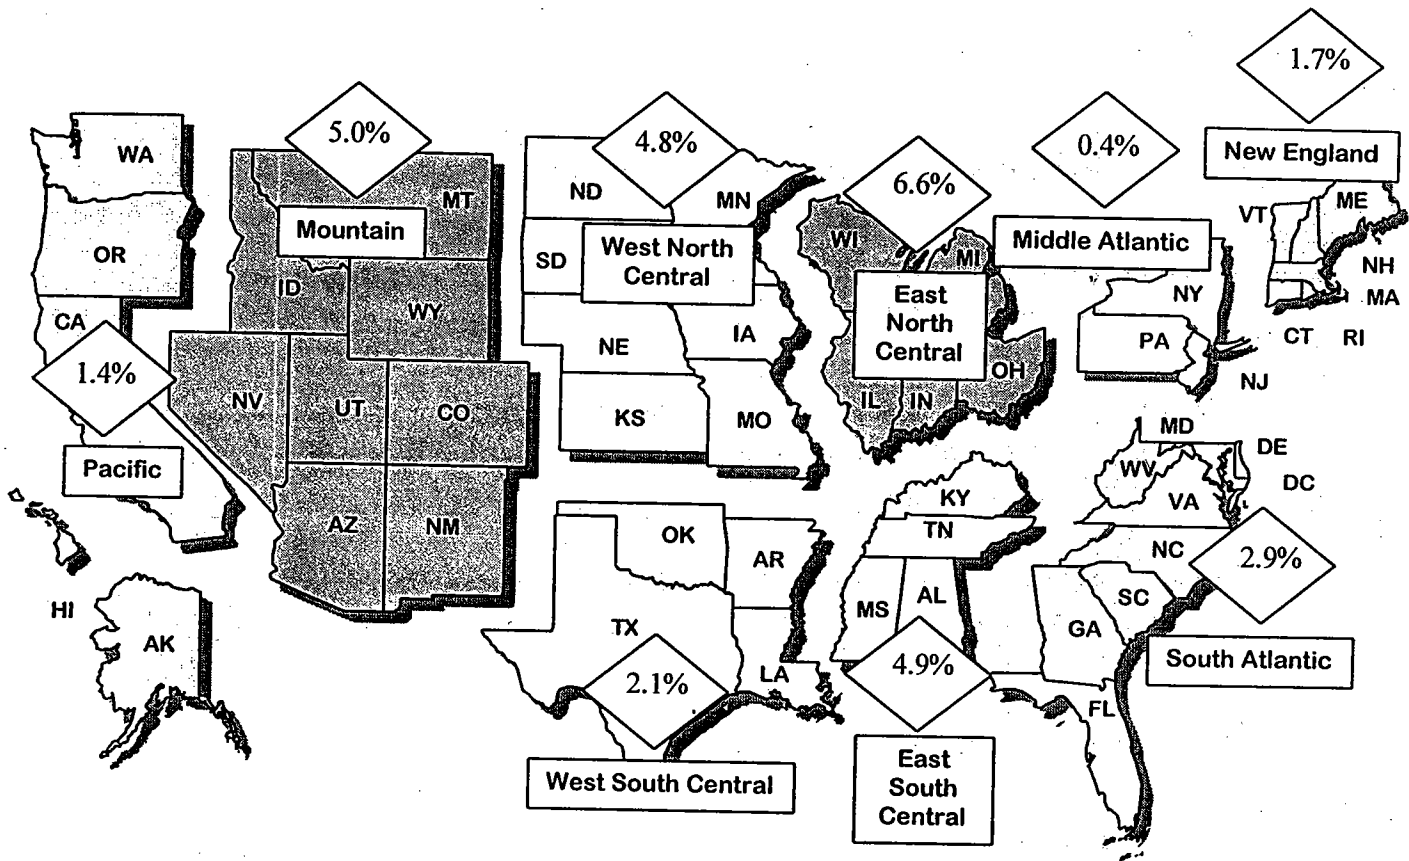 1.7%
New England
5.0%
4.8%
0.4%
6.6%
WA
ND
MN
MT
Mountain
West North
Central
Middle Atlantic
VT
ME
WI
MI
OR
SD
NH
ID
NY
MA
East
North
Central
WY
CA
IA
NE
PA
CT
RI
1.4%
OH
NJ
NV
UT
CO
IL
IN
KS
MO
MD
DE
Pacific
WV
DC
KY
VA
AZ
NM
OK
TN
NC
2.9%
AR
HI
MS
AL
SC
TX
GA
AK
South Atlantic
2.1%
LA
4.9%
FL
West South Central
East
South
Central